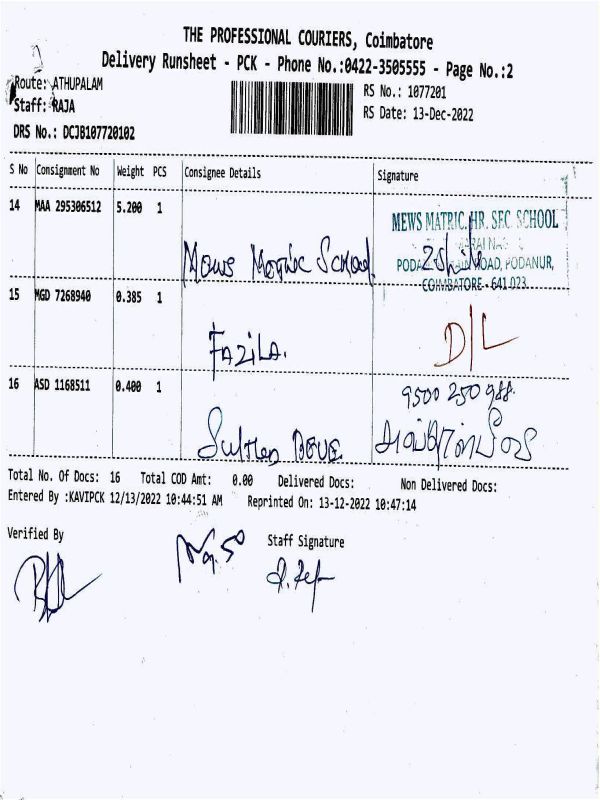 THE PROFESSIONAL COURIERS, Coimbatore
Delivery Runsheet - PCK - Phone No.:0422-3505555 - Page No.:2
Route: ATHUPALAM
RS No.: 1077201
Staff: RAJA
RS Date: 13-Dec-2022
DRS No.: DCJB107720102
S No Consignment No Weight PCS Consignee Details Signature
14 MAA 295306512 5.200 1
MEWS MATRIC. HR. SEC. SCHOOL
ROAD, PODANUR,
Mews Matric School
COIMBATORE - 641 023
15 MGD 7268940 0.385 1
FAZILA. D/L
16 ASD 1168511 0.400 1
9500 250 988.
Total No. Of Docs: 16 Total COD Amt: 0.00 Delivered Docs: Non Delivered Docs:
Entered By :KAVIPCK 12/13/2022 10:44:51 AM Reprinted On: 13-12-2022 10:47:14
Verified By Staff Signature